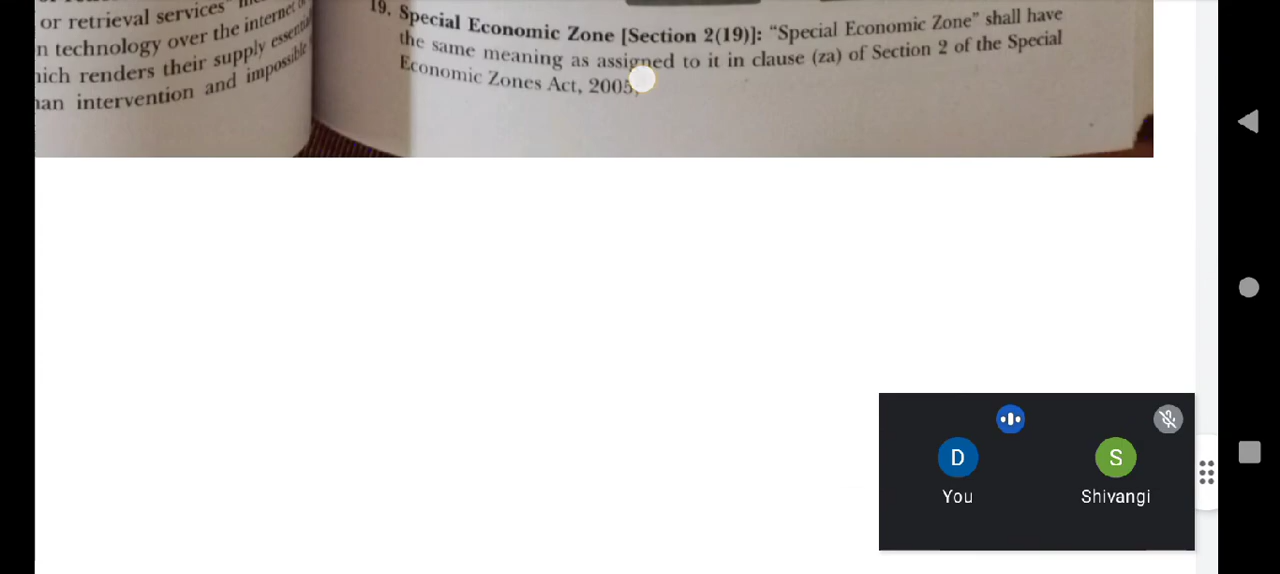 or retrieval services"
n technology over the internet
ich renders their supply
an intervention and impossible
19. Special Economic Zone [Section 2(19)]: "Special Economic Zone" shall have
the same meaning as assigned to it in clause (za) of Section 2 of the Special
Economic Zones Act, 2005,
D
You
S
Shivangi